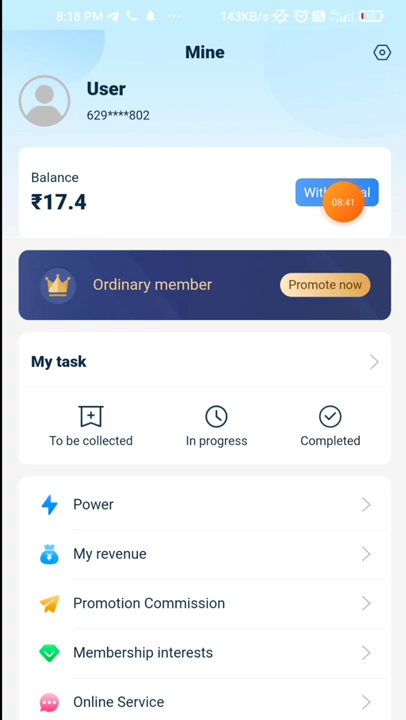 8:18 PM ... 143KB/s
Mine
User
629****802
Balance
₹17.4
08:41
Ordinary member
Promote now
My task
To be collected
In progress
Completed
Power
My revenue
Promotion Commission
Membership interests
Online Service